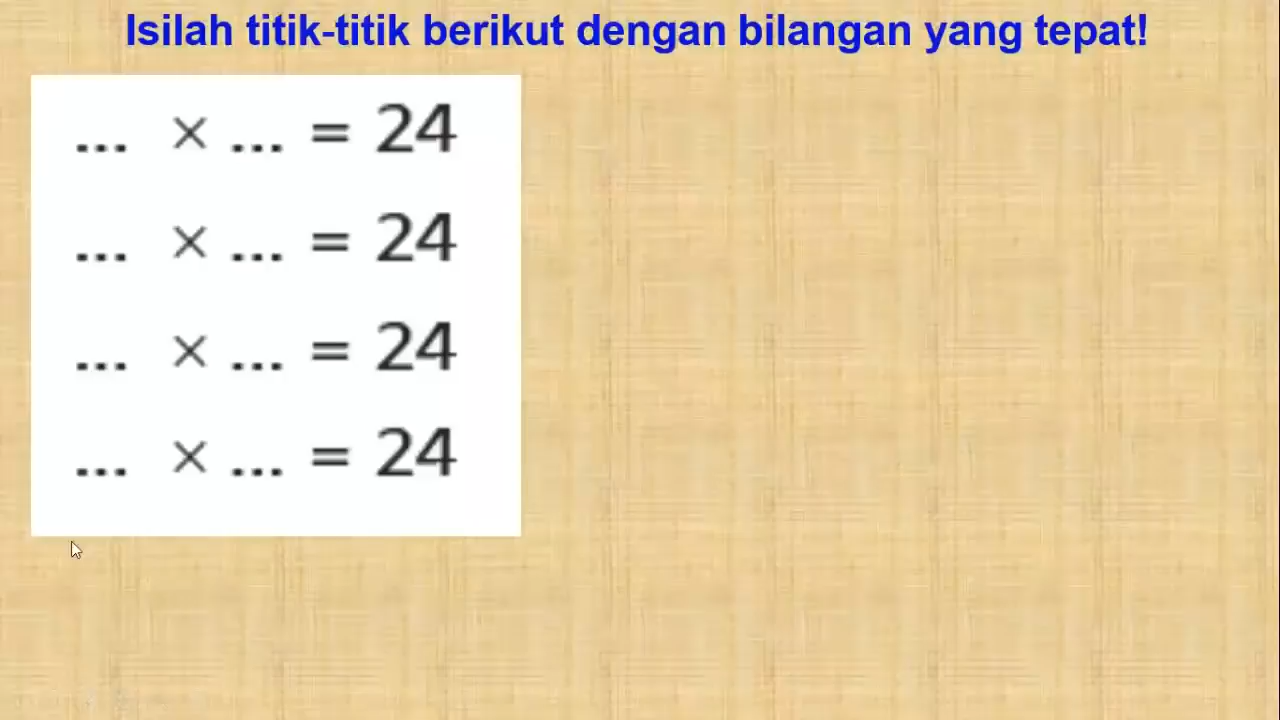 Isilah titik-titik berikut dengan bilangan yang tepat!
... × ... = 24
... × ... = 24
... × ... = 24
... × ... = 24